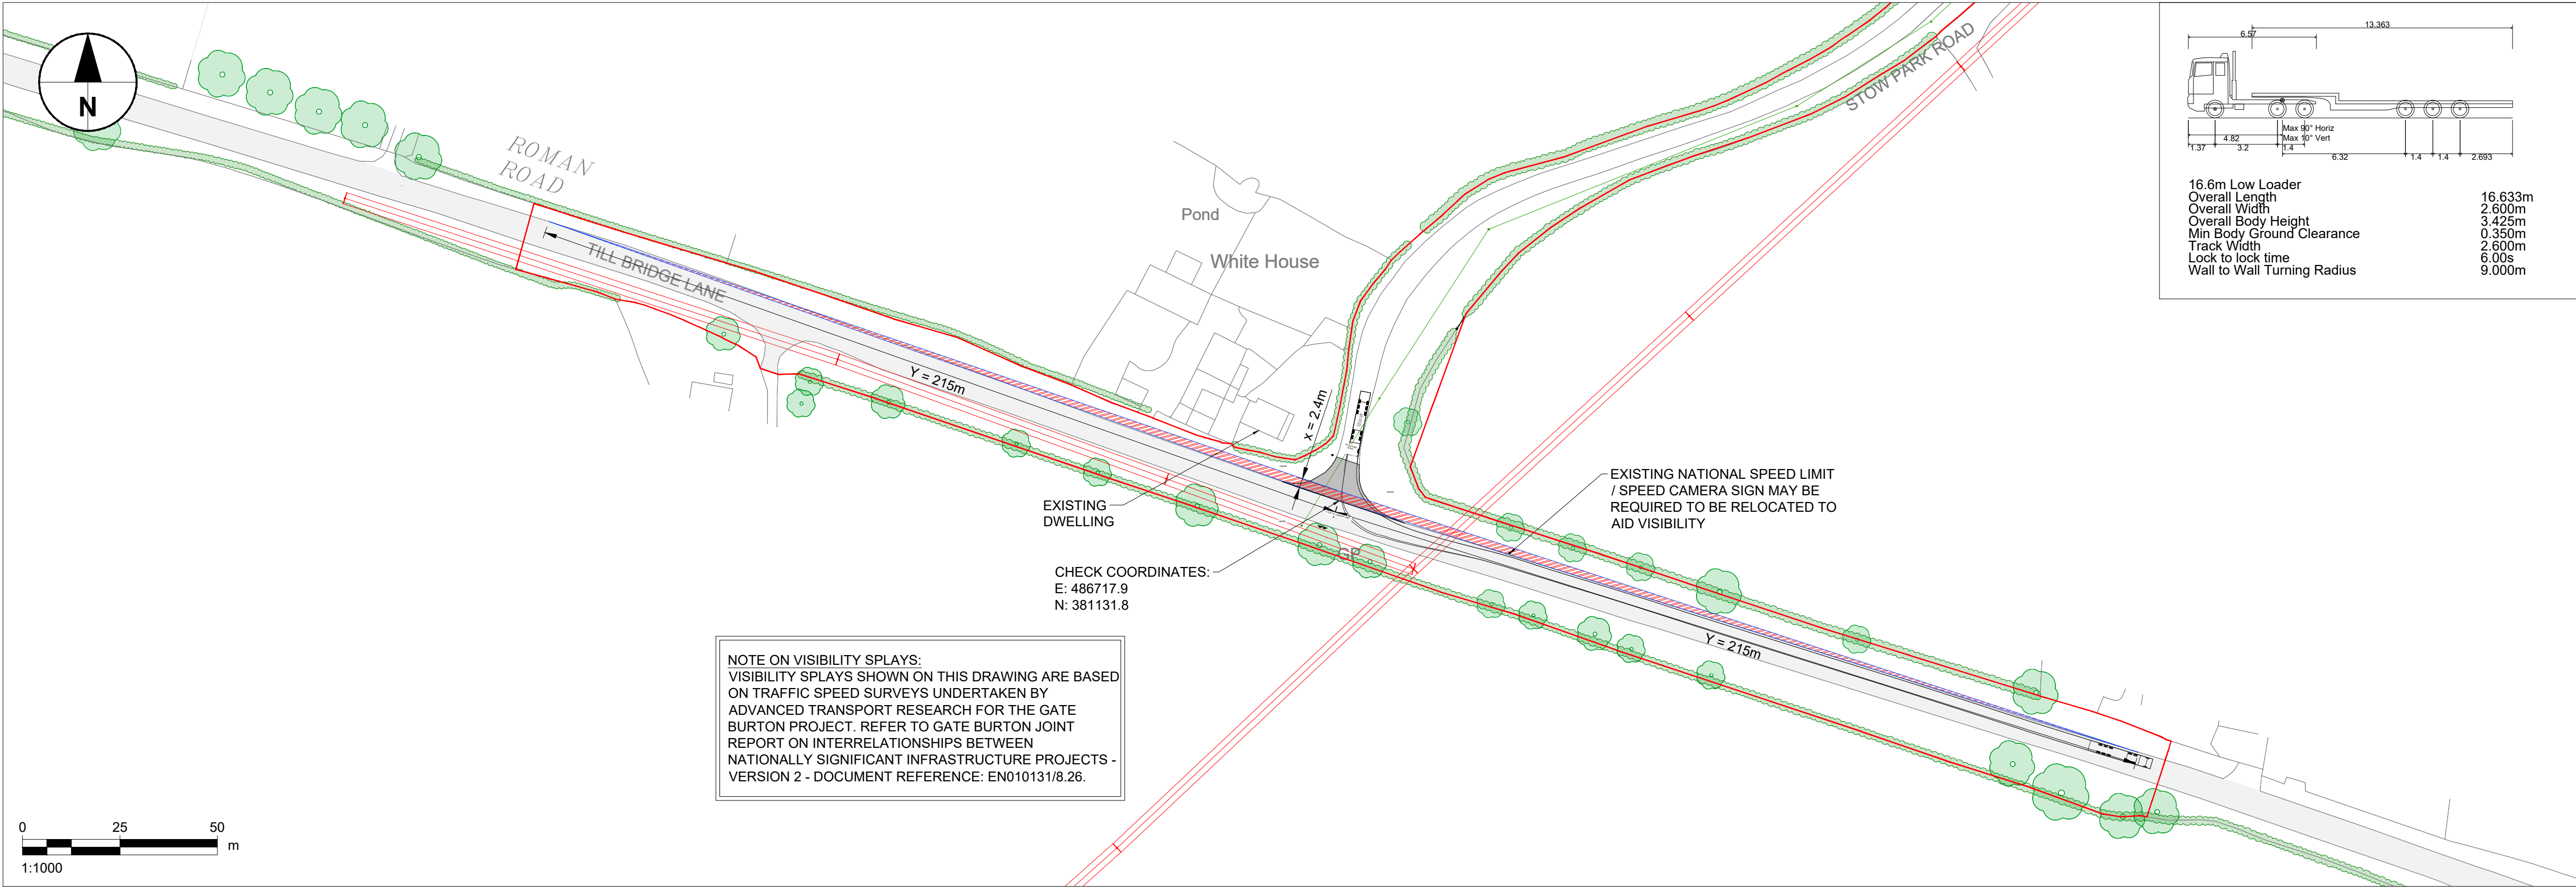 N
ROMAN
ROAD
TILL BRIDGE LANE
Pond
White House
STOW PARK ROAD
Y = 215m
x = 2.4m
EXISTING
DWELLING
CHECK COORDINATES:
E: 486717.9
N: 381131.8
GP
EXISTING NATIONAL SPEED LIMIT
/ SPEED CAMERA SIGN MAY BE
REQUIRED TO BE RELOCATED TO
AID VISIBILITY
Y = 215m
NOTE ON VISIBILITY SPLAYS:
VISIBILITY SPLAYS SHOWN ON THIS DRAWING ARE BASED
ON TRAFFIC SPEED SURVEYS UNDERTAKEN BY
ADVANCED TRANSPORT RESEARCH FOR THE GATE
BURTON PROJECT. REFER TO GATE BURTON JOINT
REPORT ON INTERRELATIONSHIPS BETWEEN
NATIONALLY SIGNIFICANT INFRASTRUCTURE PROJECTS -
VERSION 2 - DOCUMENT REFERENCE: EN010131/8.26.
0 25 50
m
1:1000
13.363
6.57
Max 90° Horiz
4.82 Max 10° Vert
1.37 3.2 1.4
6.32 1.4 1.4 2.693
16.6m Low Loader
Overall Length 16.633m
Overall Width 2.600m
Overall Body Height 3.425m
Min Body Ground Clearance 0.350m
Track Width 2.600m
Lock to lock time 6.00s
Wall to Wall Turning Radius 9.000m